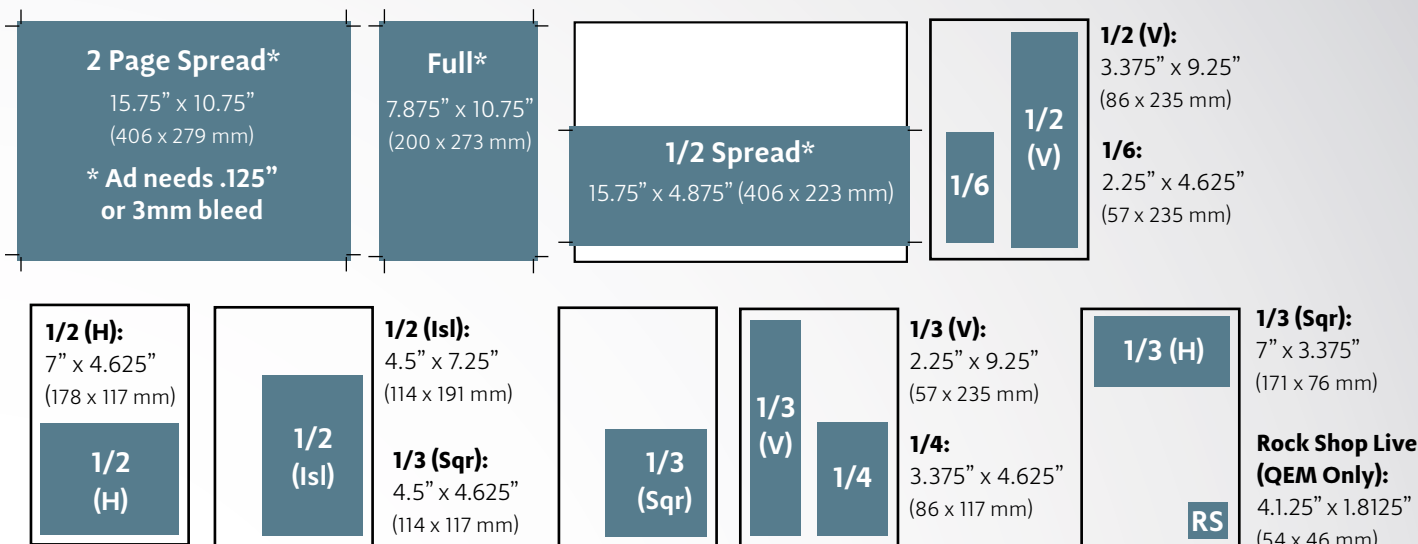 2 Page Spread*
15.75” x 10.75”
(406 x 279 mm)
* Ad needs .125”
or 3mm bleed
Full*
7.875” x 10.75”
(200 x 273 mm)
1/2 Spread*
15.75” x 4.875” (406 x 223 mm)
1/6
1/2
(V)
1/2 (V):
3.375” x 9.25”
(86 x 235 mm)
1/6:
2.25” x 4.625”
(57 x 235 mm)
1/2 (H):
7” x 4.625”
(178 x 117 mm)
1/2
(H)
1/2
(Isl)
1/2 (Isl):
4.5” x 7.25”
(114 x 191 mm)
1/3 (Sqr):
4.5” x 4.625”
(114 x 117 mm)
1/3
(Sqr)
1/3
(V)
1/4
1/3 (V):
2.25” x 9.25”
(57 x 235 mm)
1/4:
3.375” x 4.625”
(86 x 117 mm)
1/3 (H)
RS
1/3 (Sqr):
7” x 3.375”
(171 x 76 mm)
Rock Shop Live
(QEM Only):
4.1.25” x 1.8125”
(54 x 46 mm)